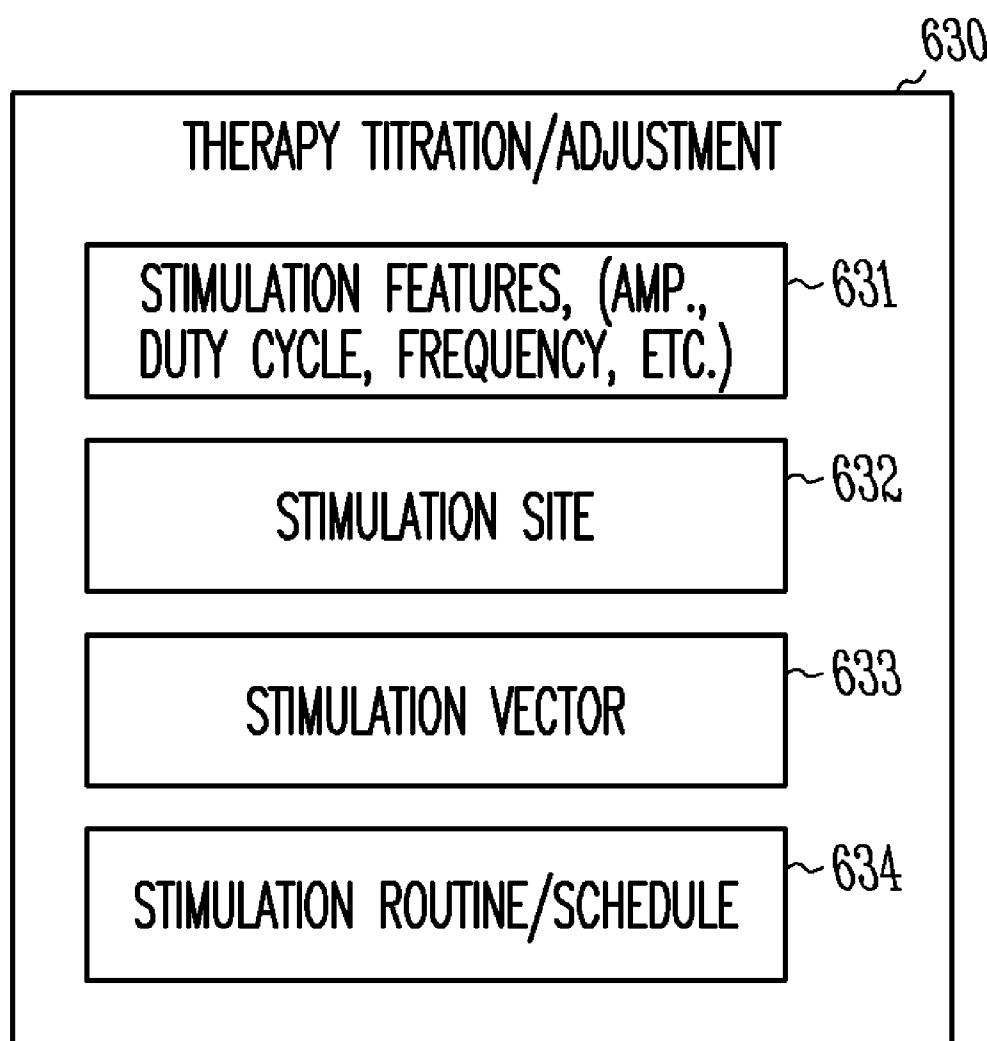 630
THERAPY TITRATION/ADJUSTMENT
STIMULATION FEATURES, (AMP.,
DUTY CYCLE, FREQUENCY, ETC.)
631
STIMULATION SITE
632
STIMULATION VECTOR
633
STIMULATION ROUTINE/SCHEDULE
634